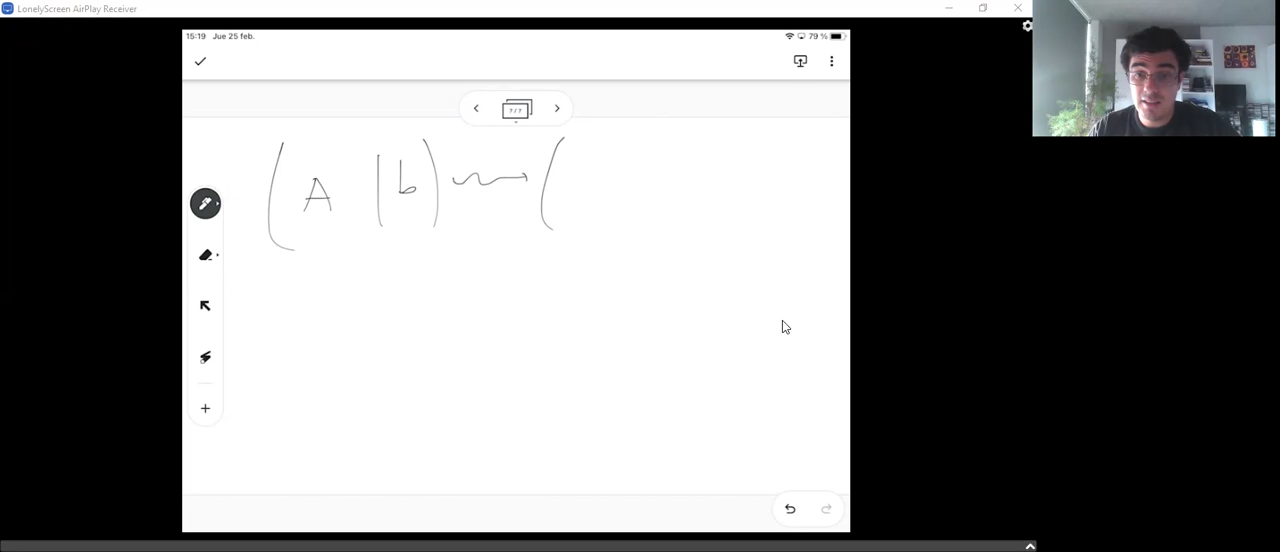 LonelyScreen AirPlay Receiver
15:19 Jue 25 feb. 79 %
? / ?
( A | b ) ⇝ (